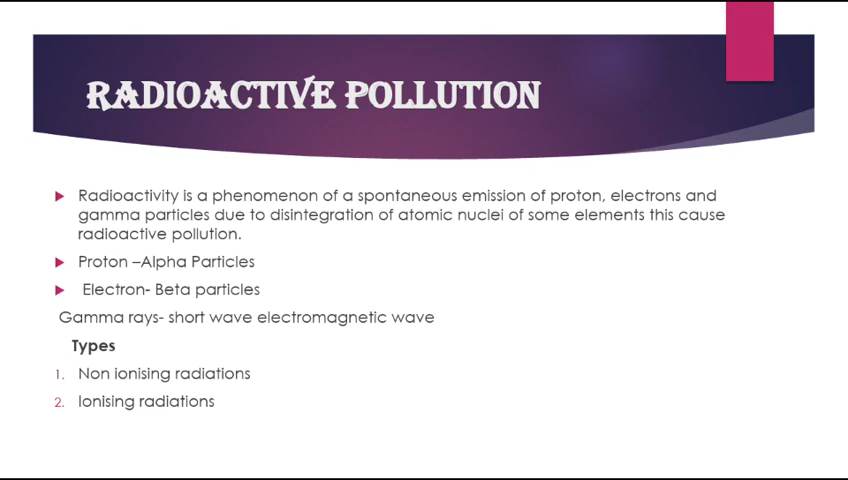 RADIOACTIVE POLLUTION
Radioactivity is a phenomenon of a spontaneous emission of proton, electrons and
gamma particles due to disintegration of atomic nuclei of some elements this cause
radioactive pollution.
Proton –Alpha Particles
Electron- Beta particles
Gamma rays- short wave electromagnetic wave
Types
1. Non ionising radiations
2. Ionising radiations